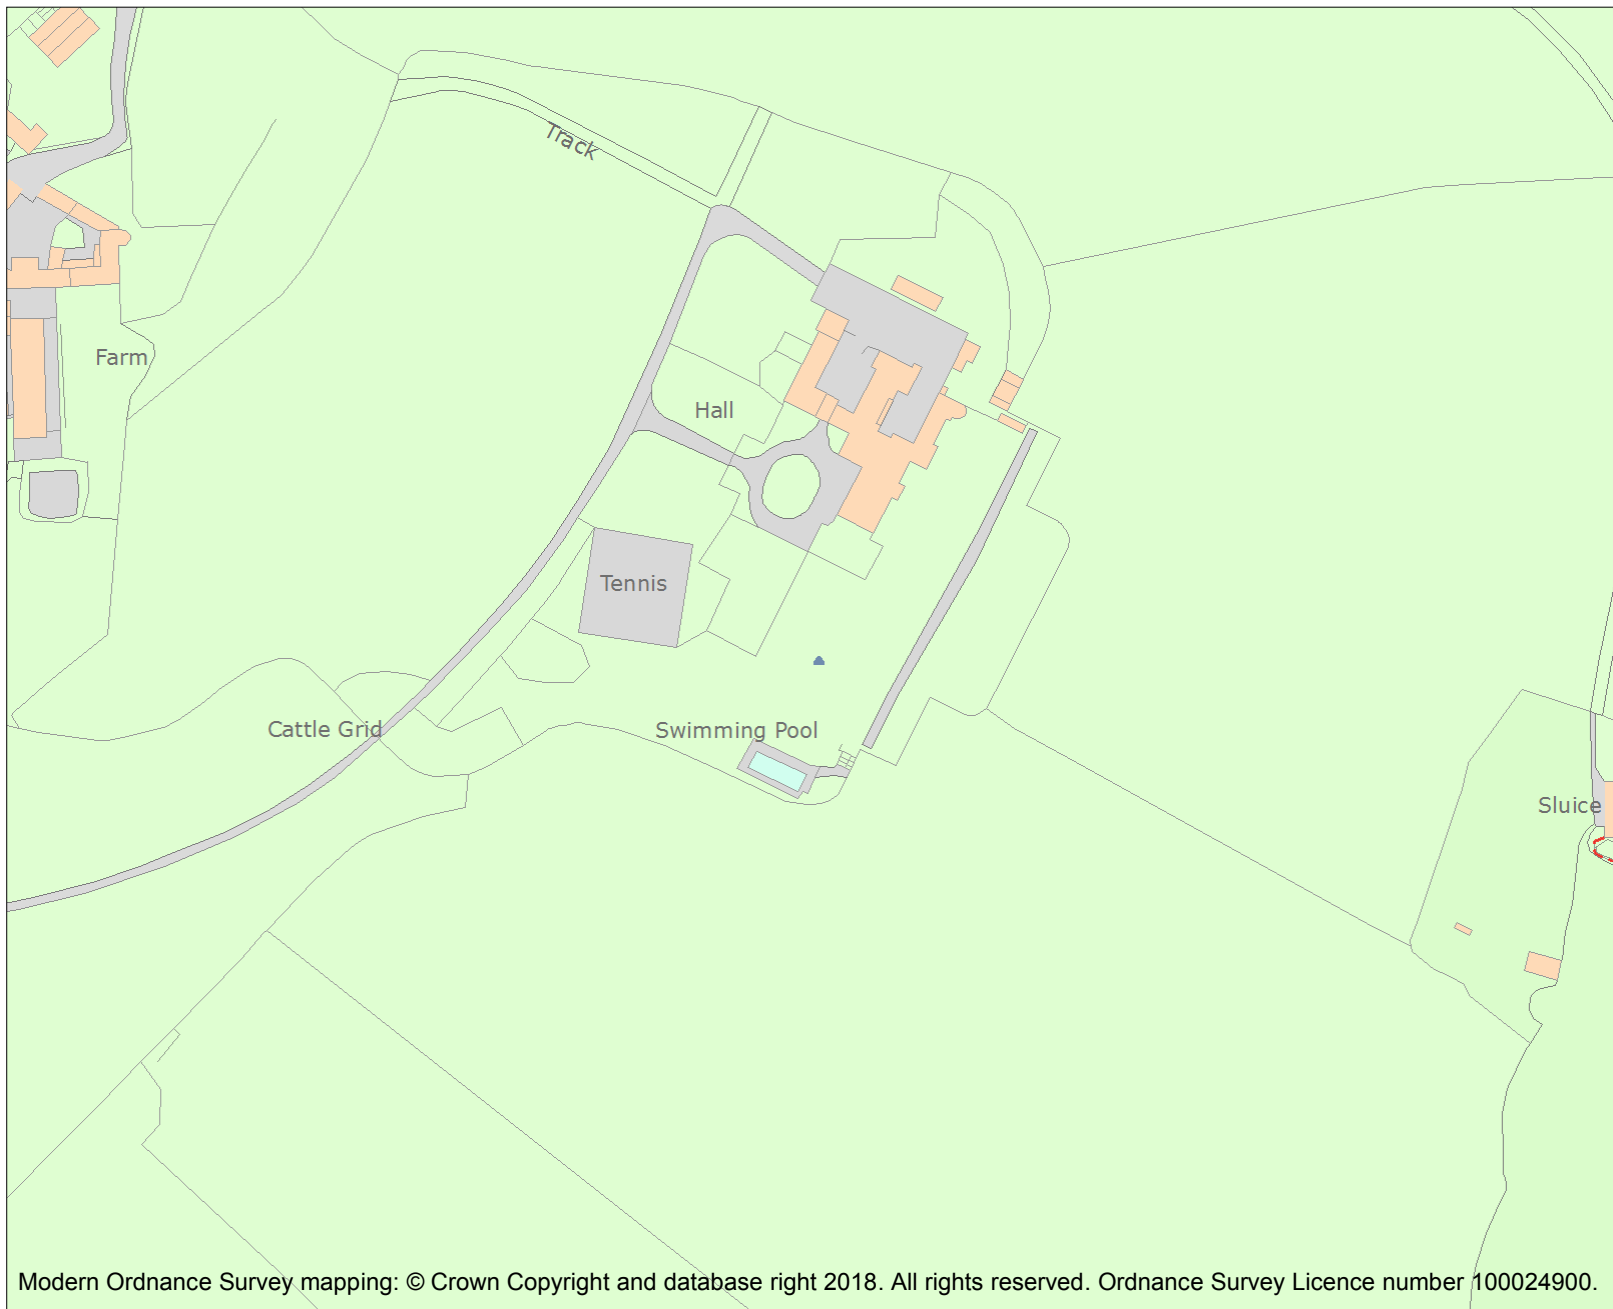 Track
Farm
Hall
Tennis
Cattle Grid
Swimming Pool
Sluice
Modern Ordnance Survey mapping: © Crown Copyright and database right 2018. All rights reserved. Ordnance Survey Licence number 100024900.